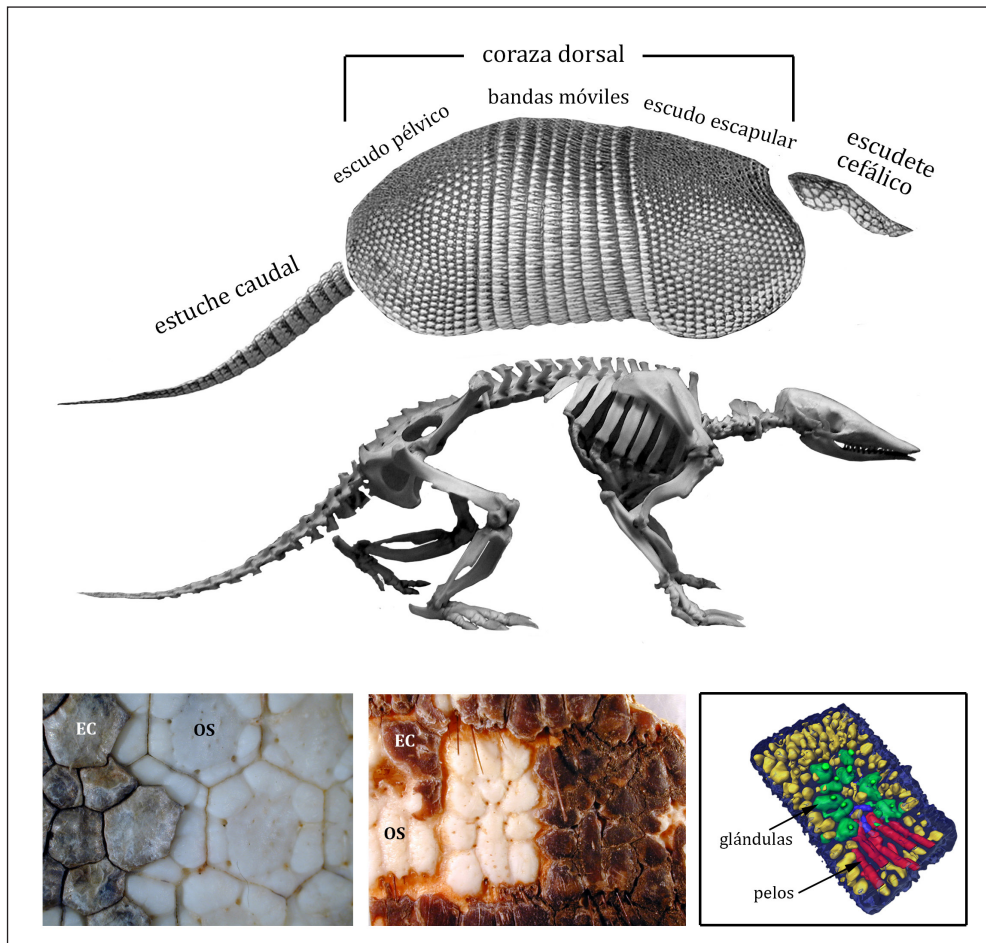 coraza dorsal
bandas móviles
escudo pélvico
escudo escapular
escudete
cefálico
estuche caudal
EC
OS
EC
OS
glándulas
pelos